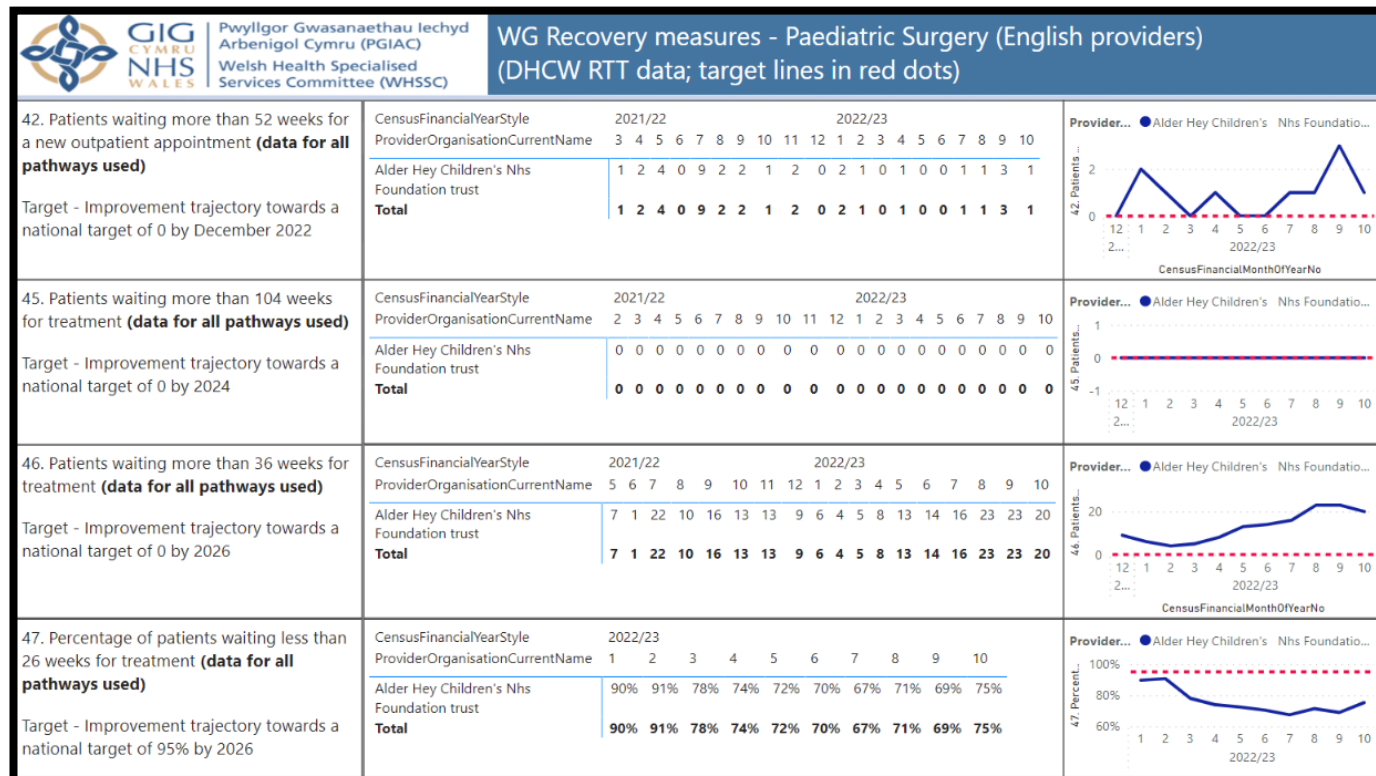 GIG
CYMRU
NHS
WALES
Pwyllgor Gwasanaethau Iechyd
Arbenigol Cymru (PGIAC)
Welsh Health Specialised
Services Committee (WHSSC)
WG Recovery measures - Paediatric Surgery (English providers)
(DHCW RTT data; target lines in red dots)
42. Patients waiting more than 52 weeks for
a new outpatient appointment (data for all
pathways used)
Target - Improvement trajectory towards a
national target of 0 by December 2022
CensusFinancialYearStyle 2021/22 2022/23
ProviderOrganisationCurrentName 3 4 5 6 7 8 9 10 11 12 1 2 3 4 5 6 7 8 9 10
Alder Hey Children's Nhs 1 2 4 0 9 2 2 1 2 0 2 1 0 1 0 0 1 1 3 1
Foundation trust
Total 1 2 4 0 9 2 2 1 2 0 2 1 0 1 0 0 1 1 3 1
Provider... Alder Hey Children's Nhs Foundatio...
42. Patients ...
2
0
12 1 2 3 4 5 6 7 8 9 10
2... 2022/23
CensusFinancialMonthOfYearNo
45. Patients waiting more than 104 weeks
for treatment (data for all pathways used)
Target - Improvement trajectory towards a
national target of 0 by 2024
CensusFinancialYearStyle 2021/22 2022/23
ProviderOrganisationCurrentName 2 3 4 5 6 7 8 9 10 11 12 1 2 3 4 5 6 7 8 9 10
Alder Hey Children's Nhs 0 0 0 0 0 0 0 0 0 0 0 0 0 0 0 0 0 0 0 0 0
Foundation trust
Total 0 0 0 0 0 0 0 0 0 0 0 0 0 0 0 0 0 0 0 0 0
Provider... Alder Hey Children's Nhs Foundatio...
45. Patients...
1
0
-1
12 1 2 3 4 5 6 7 8 9 10
2... 2022/23
46. Patients waiting more than 36 weeks for
treatment (data for all pathways used)
Target - Improvement trajectory towards a
national target of 0 by 2026
CensusFinancialYearStyle 2021/22 2022/23
ProviderOrganisationCurrentName 5 6 7 8 9 10 11 12 1 2 3 4 5 6 7 8 9 10
Alder Hey Children's Nhs 7 1 22 10 16 13 13 9 6 4 5 8 13 14 16 23 23 20
Foundation trust
Total 7 1 22 10 16 13 13 9 6 4 5 8 13 14 16 23 23 20
Provider... Alder Hey Children's Nhs Foundatio...
46. Patients...
20
0
12 1 2 3 4 5 6 7 8 9 10
2... 2022/23
CensusFinancialMonthOfYearNo
47. Percentage of patients waiting less than
26 weeks for treatment (data for all
pathways used)
Target - Improvement trajectory towards a
national target of 95% by 2026
CensusFinancialYearStyle 2022/23
ProviderOrganisationCurrentName 1 2 3 4 5 6 7 8 9 10
Alder Hey Children's Nhs 90% 91% 78% 74% 72% 70% 67% 71% 69% 75%
Foundation trust
Total 90% 91% 78% 74% 72% 70% 67% 71% 69% 75%
Provider... Alder Hey Children's Nhs Foundatio...
47. Percent...
100%
80%
60%
1 2 3 4 5 6 7 8 9 10
2022/23